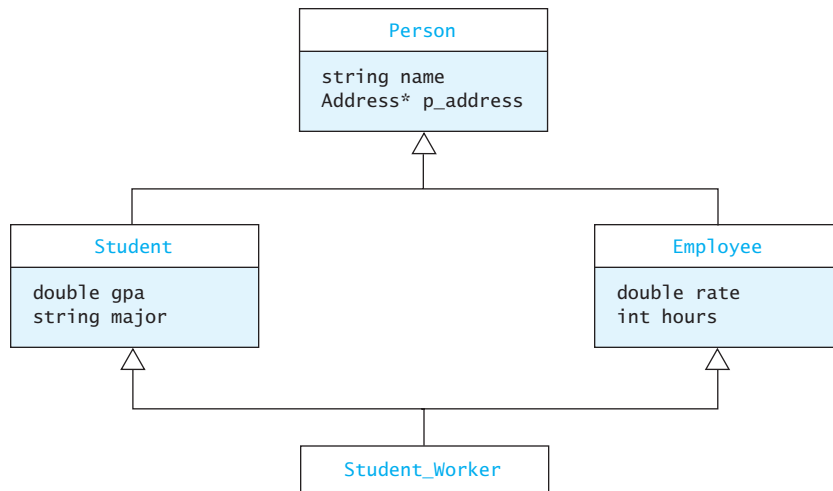 Person
string name
Address* p_address
Student
double gpa
string major
Employee
double rate
int hours
Student_Worker